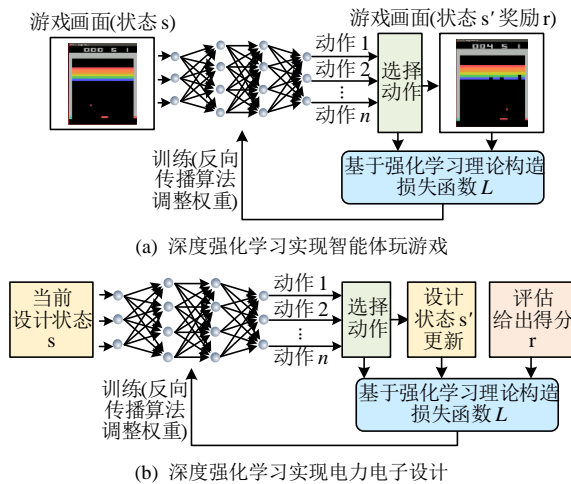 游戏画面(状态 s)
游戏画面(状态 s′ 奖励 r)
000 5 1
004 5 1
动作 1
动作 2
⋮
动作 n
选择
动作
训练(反向
传播算法
调整权重)
基于强化学习理论构造
损失函数 L
(a) 深度强化学习实现智能体玩游戏
当前
设计状态
s
动作 1
动作 2
⋮
动作 n
选择
动作
设计
状态 s′
更新
评估
给出得分
r
训练(反向
传播算法
调整权重)
基于强化学习理论构造
损失函数 L
(b) 深度强化学习实现电力电子设计